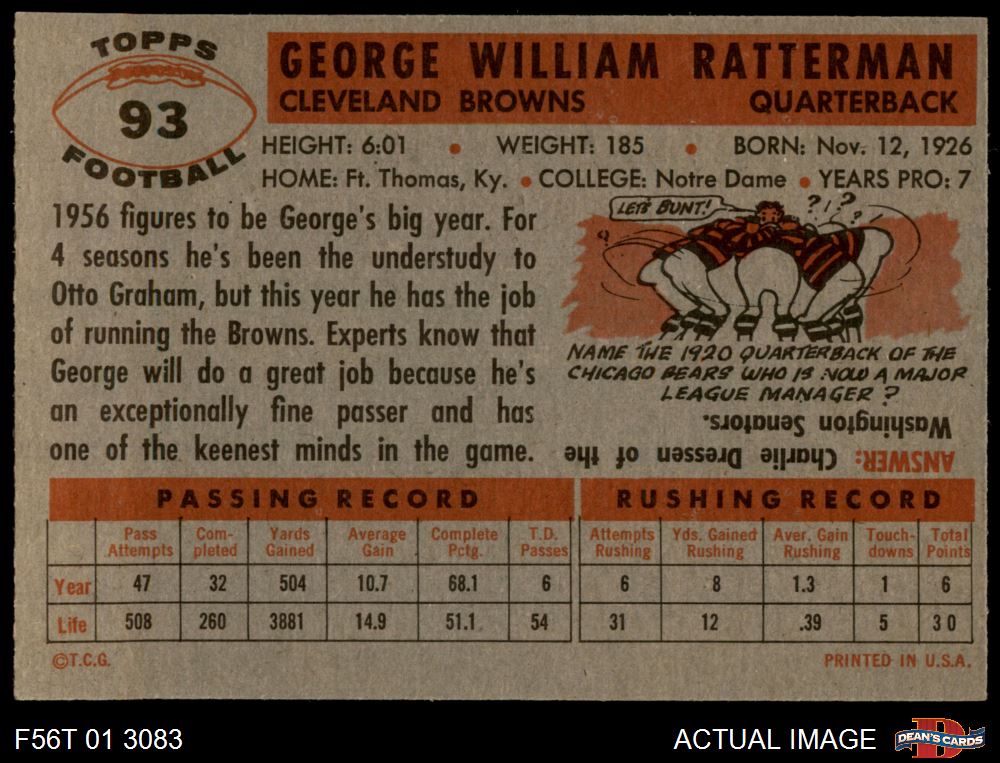 TOPPS
93
FOOTBALL
GEORGE WILLIAM RATTERMAN
CLEVELAND BROWNS QUARTERBACK
HEIGHT: 6:01 • WEIGHT: 185 • BORN: Nov. 12, 1926
HOME: Ft. Thomas, Ky. • COLLEGE: Notre Dame • YEARS PRO: 7
1956 figures to be George's big year. For
4 seasons he's been the understudy to
Otto Graham, but this year he has the job
of running the Browns. Experts know that
George will do a great job because he's
an exceptionally fine passer and has
one of the keenest minds in the game.
LET'S BUNT!
? ! ?
NAME THE 1920 QUARTERBACK OF THE
CHICAGO BEARS WHO IS NOW A MAJOR
LEAGUE MANAGER ?
ANSWER: Charlie Dressen of the
Washington Senators.
PASSING RECORD RUSHING RECORD
Pass Com- Yards Average Complete T.D. Attempts Yds. Gained Aver. Gain Touch- Total
Attempts pleted Gained Gain Pctg. Passes Rushing Rushing Rushing downs Points
Year 47 32 504 10.7 68.1 6 6 8 1.3 1 6
Life 508 260 3881 14.9 51.1 54 31 12 .39 5 30
©T.C.G. PRINTED IN U.S.A.
F56T 01 3083 ACTUAL IMAGE DEAN'S CARDS